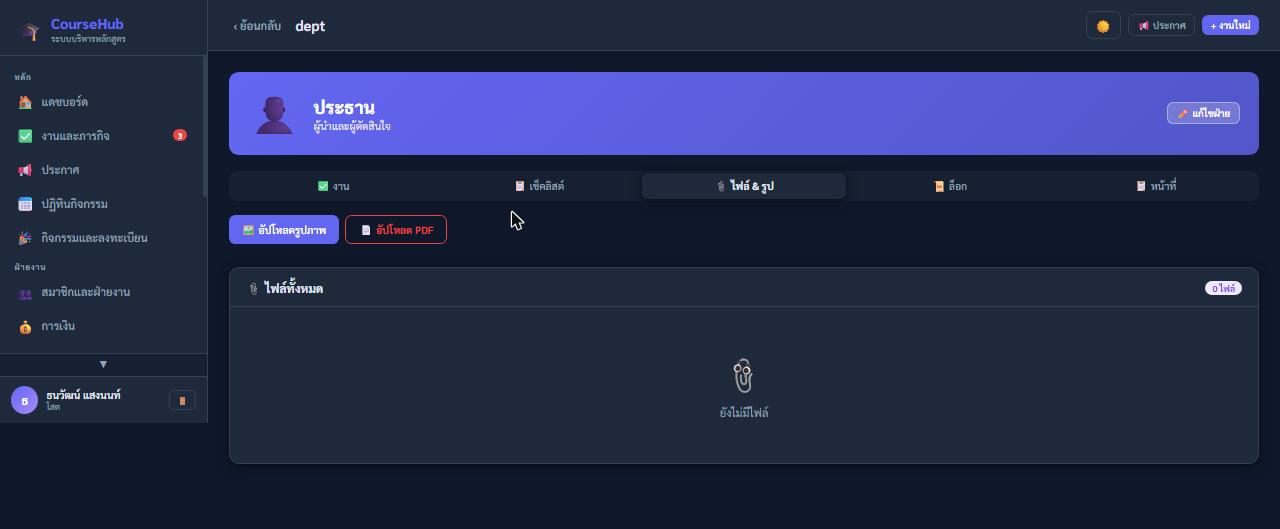 CourseHub
ระบบบริหารหลักสูตร
หลัก
แดชบอร์ด
งานและภารกิจ
3
ประกาศ
ปฏิทินกิจกรรม
กิจกรรมและลงทะเบียน
ฝ่ายงาน
สมาชิกและฝ่ายงาน
การเงิน
▼
ธ
ธนวัฒน์ แสงนนท์
โสต
‹ ย้อนกลับ
dept
ประกาศ
+ งานใหม่
ประธาน
ผู้นำและผู้ตัดสินใจ
แก้ไขฝ่าย
งาน
เช็คลิสต์
ไฟล์ & รูป
ล็อก
หน้าที่
อัปโหลดรูปภาพ
อัปโหลด PDF
ไฟล์ทั้งหมด
0 ไฟล์
ยังไม่มีไฟล์